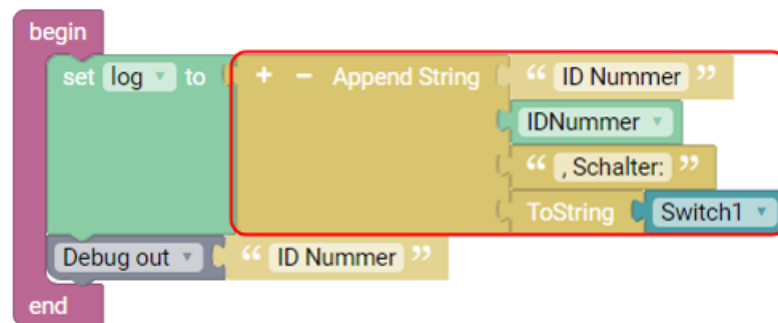 begin
set log to + − Append String “ ID Nummer ”
IDNummer
“ , Schalter: ”
ToString Switch1
Debug out “ ID Nummer ”
end